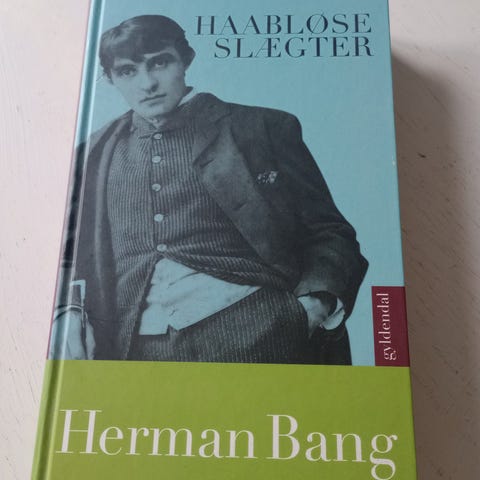 HAABLØSE
SLÆGTER
gyldendal
Herman Bang